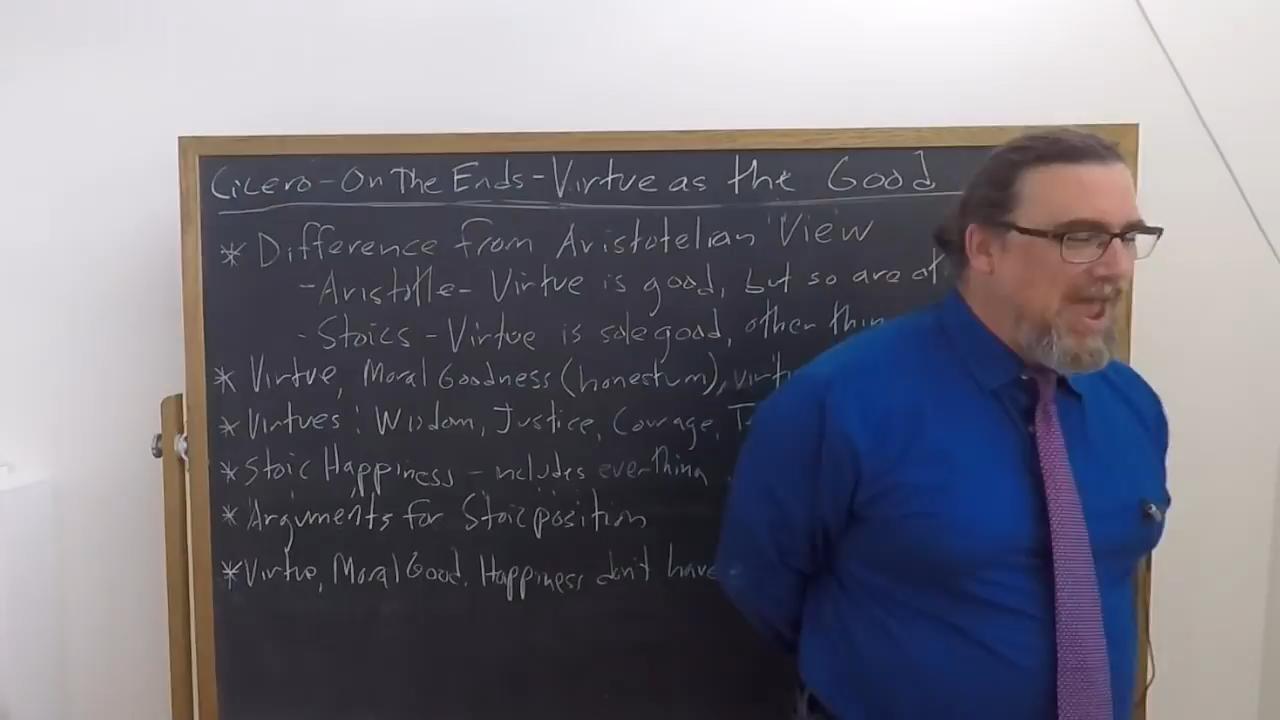 Cicero - On The Ends - Virtue as the Good
* Difference from Aristotelian View
- Aristotle - Virtue is good, but so are
- Stoics - Virtue is sole good, other
* Virtue, Moral Goodness (honestum),
* Virtues: Wisdom, Justice, Courage,
* Stoic Happiness - includes everthing
* Arguments for Stoic position
* Virtue, Moral Good, Happiness don't have